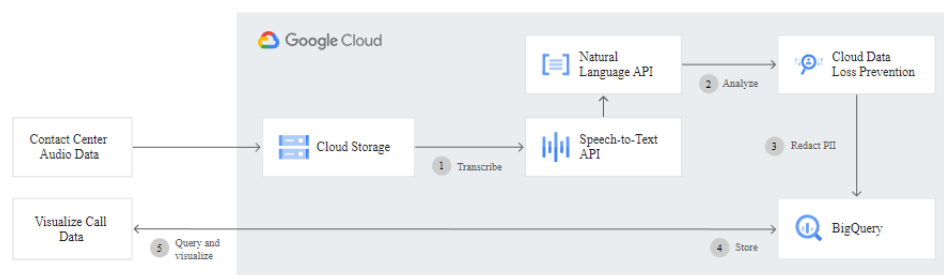 Google Cloud
Natural
Language API
Cloud Data
Loss Prevention
2 Analyze
Contact Center
Audio Data
Cloud Storage
Speech-to-Text
API
1 Transcribe
3 Redact PII
Visualize Call
Data
BigQuery
5 Query and
visualize
4 Store